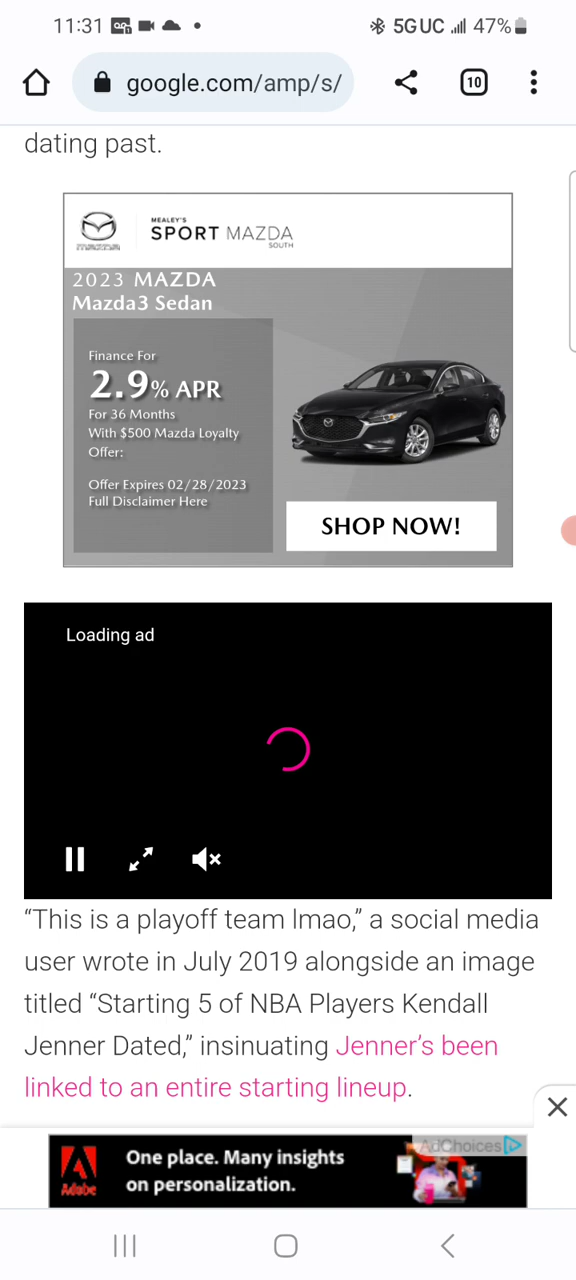 11:31
5G UC
47%
google.com/amp/s/
10
dating past.
MEALEY'S
SPORT MAZDA
SOUTH
2023 MAZDA
Mazda3 Sedan
Finance For
2.9% APR
For 36 Months
With $500 Mazda Loyalty
Offer:
Offer Expires 02/28/2023
Full Disclaimer Here
SHOP NOW!
Loading ad
“This is a playoff team lmao,” a social media
user wrote in July 2019 alongside an image
titled “Starting 5 of NBA Players Kendall
Jenner Dated,” insinuating Jenner’s been
linked to an entire starting lineup.
AdChoices
One place. Many insights
on personalization.
Adobe